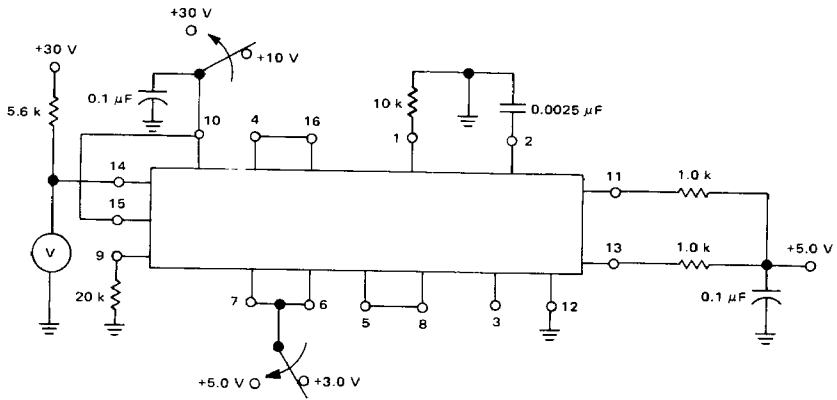 +30 V
+10 V
+30 V
0.1 μF
5.6 k
10
4
16
10 k
0.0025 μF
1
2
14
11
1.0 k
15
V
9
13
1.0 k
+5.0 V
20 k
7
6
5
8
3
12
0.1 μF
+5.0 V
+3.0 V